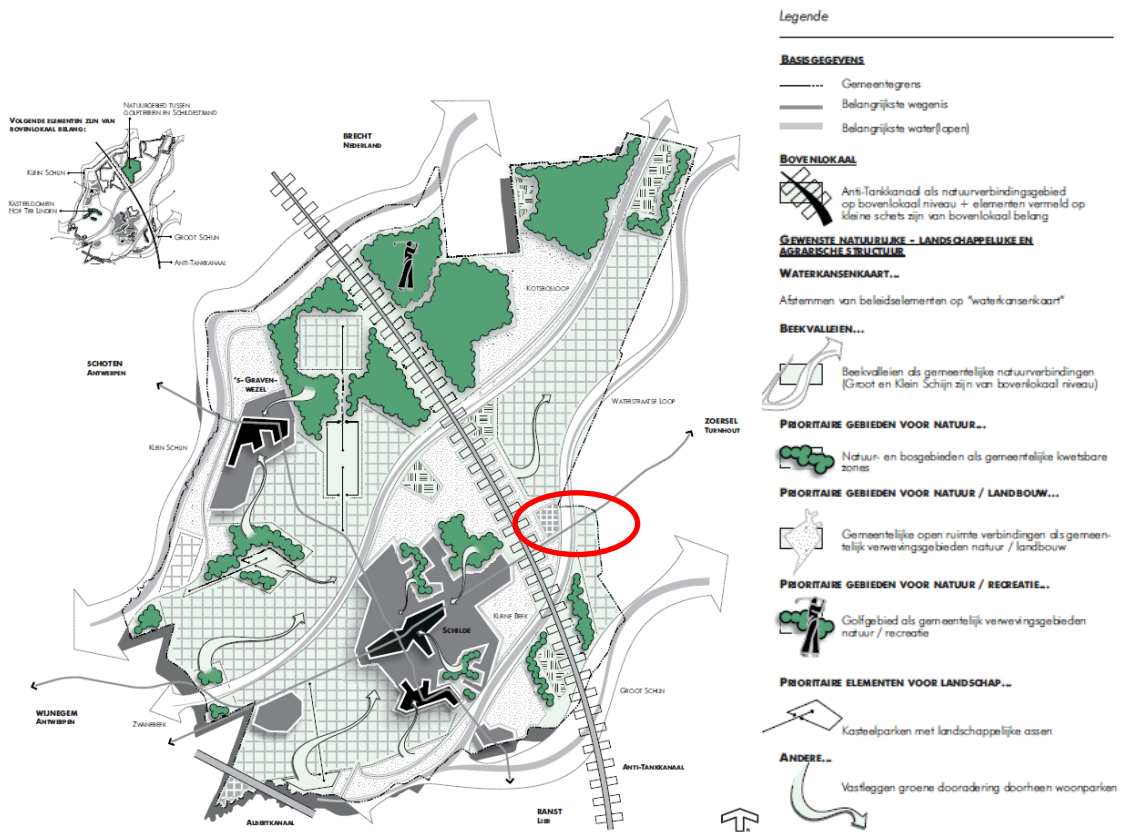 NATUURGEBIED TUSSEN
GOLFTERREIN EN SCHILDESTRAND
VOLGENDE ELEMENTEN ZIJN VAN
BOVENLOKAAL BELANG:
KLEIN SCHIJN
KASTEELDOMEIN
HOF TER LINDEN
GROOT SCHIJN
ANTI-TANKKANAAL
BRECHT
NEDERLAND
KOTSBOSLOOP
SCHOTEN
ANTWERPEN
'S-GRAVEN-
WEZEL
WATERSTRAATSE LOOP
ZOERSEL
TURNHOUT
KLEIN SCHIJN
KLEINE BEEK
SCHILDE
GROOT SCHIJN
WIJNEGEM
ANTWERPEN
ZWANEBEEK
ANTI-TANKKANAAL
ALBERTKANAAL
RANST
LIER
N
Legende
BASISGEGEVENS
Gemeentegrens
Belangrijkste wegenis
Belangrijkste water(lopen)
BOVENLOKAAL
Anti-Tankkanaal als natuurverbindingsgebied
op bovenlokaal niveau + elementen vermeld op
kleine schets zijn van bovenlokaal belang
GEWENSTE NATUURLIJKE - LANDSCHAPPELIJKE EN
AGRARISCHE STRUCTUUR
WATERKANSENKAART...
Afstemmen van beleidselementen op "waterkansenkaart"
BEEKVALLEIEN...
Beekvalleien als gemeentelijke natuurverbindingen
(Groot en Klein Schijn zijn van bovenlokaal niveau)
PRIORITAIRE GEBIEDEN VOOR NATUUR...
Natuur- en bosgebieden als gemeentelijke kwetsbare
zones
PRIORITAIRE GEBIEDEN VOOR NATUUR / LANDBOUW...
Gemeentelijke open ruimte verbindingen als gemeen-
telijk verwevingsgebieden natuur / landbouw
PRIORITAIRE GEBIEDEN VOOR NATUUR / RECREATIE...
Golfgebied als gemeentelijk verwevingsgebieden
natuur / recreatie
PRIORITAIRE ELEMENTEN VOOR LANDSCHAP...
Kasteelparken met landschappelijke assen
ANDERE...
Vastleggen groene dooradering doorheen woonparken